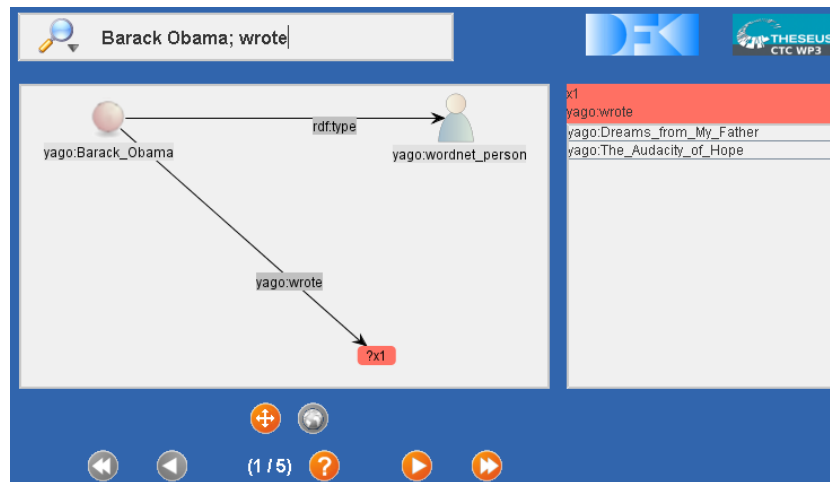 Barack Obama; wrote
DFK
THESEUS
CTC WP3
rdf:type
yago:Barack_Obama
yago:wordnet_person
yago:wrote
?x1
x1
yago:wrote
yago:Dreams_from_My_Father
yago:The_Audacity_of_Hope
(1 / 5)
?